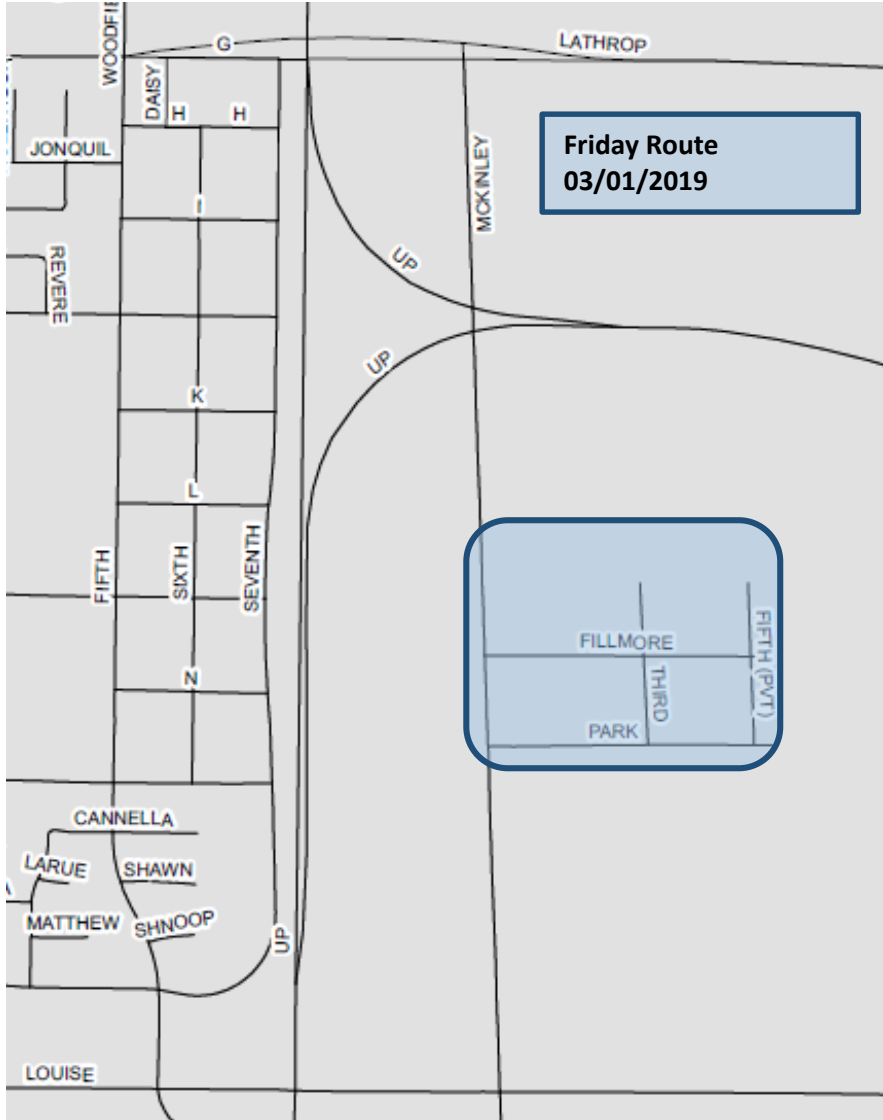 WOODFI
G
LATHROP
DAISY
H
H
Friday Route
03/01/2019
JONQUIL
MCKINLEY
I
REVERE
UP
UP
K
L
FIFTH
SIXTH
SEVENTH
FILLMORE
FIFTH (PVT)
THIRD
N
PARK
CANNELLA
LARUE
SHAWN
MATTHEW
SHNOOP
UP
LOUISE